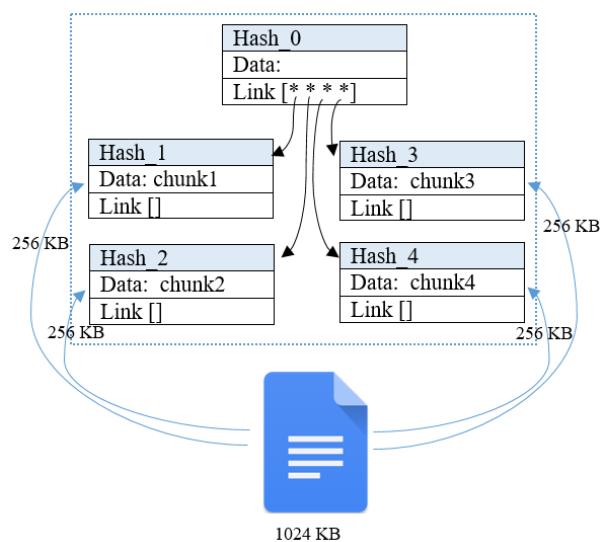 Hash_0
Data:
Link [* * * *]
Hash_1
Data: chunk1
Link []
Hash_3
Data: chunk3
Link []
256 KB
256 KB
Hash_2
Data: chunk2
Link []
Hash_4
Data: chunk4
Link []
256 KB
256 KB
1024 KB